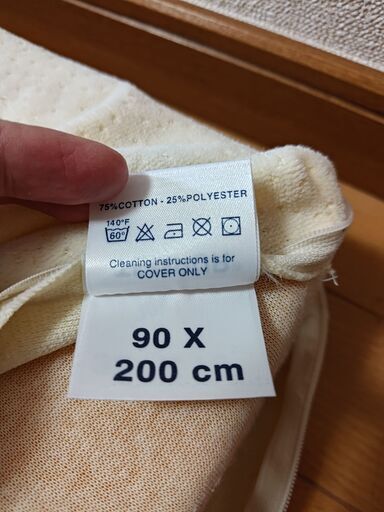 75%COTTON - 25%POLYESTER
140°F
60°
Cleaning instructions is for
COVER ONLY
90 X
200 cm